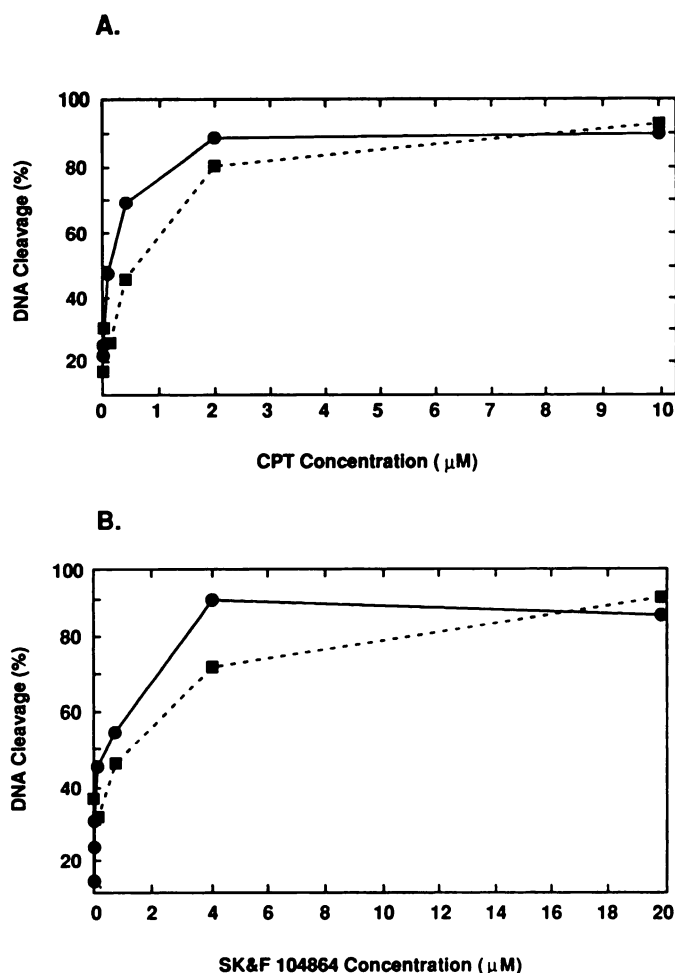 A.
100
80
60
40
20
DNA Cleavage (%)
0 1 2 3 4 5 6 7 8 9 10
CPT Concentration ( μM)
B.
100
80
60
40
20
DNA Cleavage (%)
0 2 4 6 8 10 12 14 16 18 20
SK&F 104864 Concentration (μM)